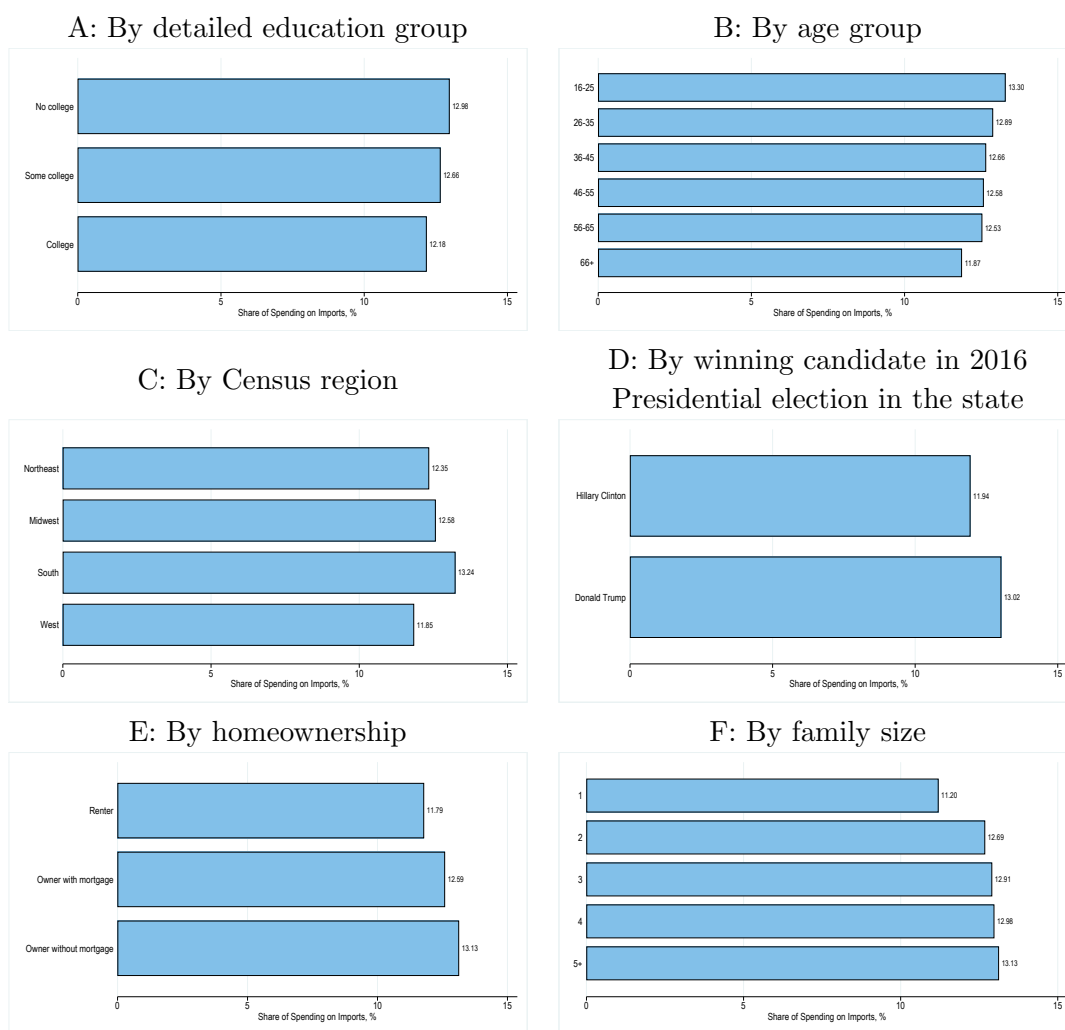 A: By detailed education group
No college
12.98
Some college
12.66
College
12.18
0 5 10 15
Share of Spending on Imports, %
B: By age group
16-25
13.30
26-35
12.89
36-45
12.66
46-55
12.58
56-65
12.53
66+
11.87
0 5 10 15
Share of Spending on Imports, %
C: By Census region
Northeast
12.35
Midwest
12.58
South
13.24
West
11.85
0 5 10 15
Share of Spending on Imports, %
D: By winning candidate in 2016
Presidential election in the state
Hillary Clinton
11.94
Donald Trump
13.02
0 5 10 15
Share of Spending on Imports, %
E: By homeownership
Renter
11.79
Owner with mortgage
12.59
Owner without mortgage
13.13
0 5 10 15
Share of Spending on Imports, %
F: By family size
1
11.20
2
12.69
3
12.91
4
12.98
5+
13.13
0 5 10 15
Share of Spending on Imports, %